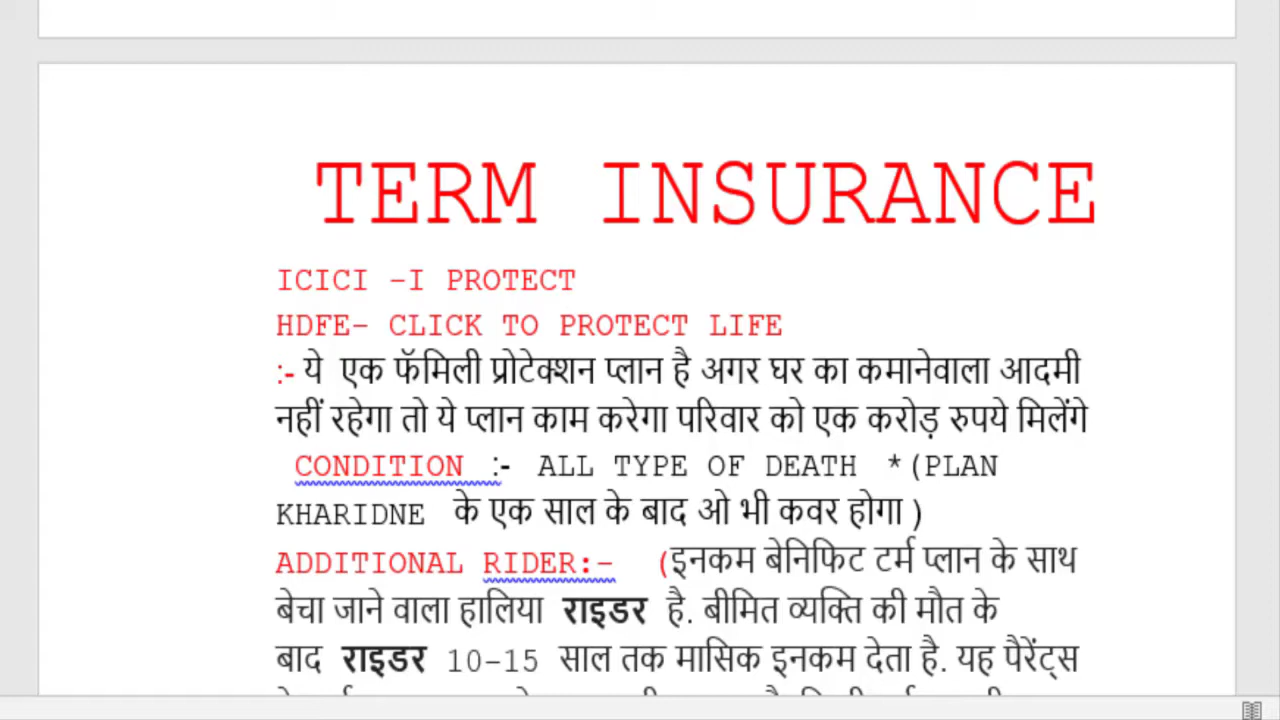 TERM INSURANCE
ICICI -I PROTECT
HDFE- CLICK TO PROTECT LIFE
:- ये एक फॅमिली प्रोटेक्शन प्लान है अगर घर का कमानेवाला आदमी
नहीं रहेगा तो ये प्लान काम करेगा परिवार को एक करोड़ रुपये मिलेंगे
CONDITION :- ALL TYPE OF DEATH *(PLAN
KHARIDNE के एक साल के बाद ओ भी कवर होगा )
ADDITIONAL RIDER:- (इनकम बेनिफिट टर्म प्लान के साथ
बेचा जाने वाला हालिया राइडर है. बीमित व्यक्ति की मौत के
बाद राइडर 10-15 साल तक मासिक इनकम देता है. यह पैरेंट्स